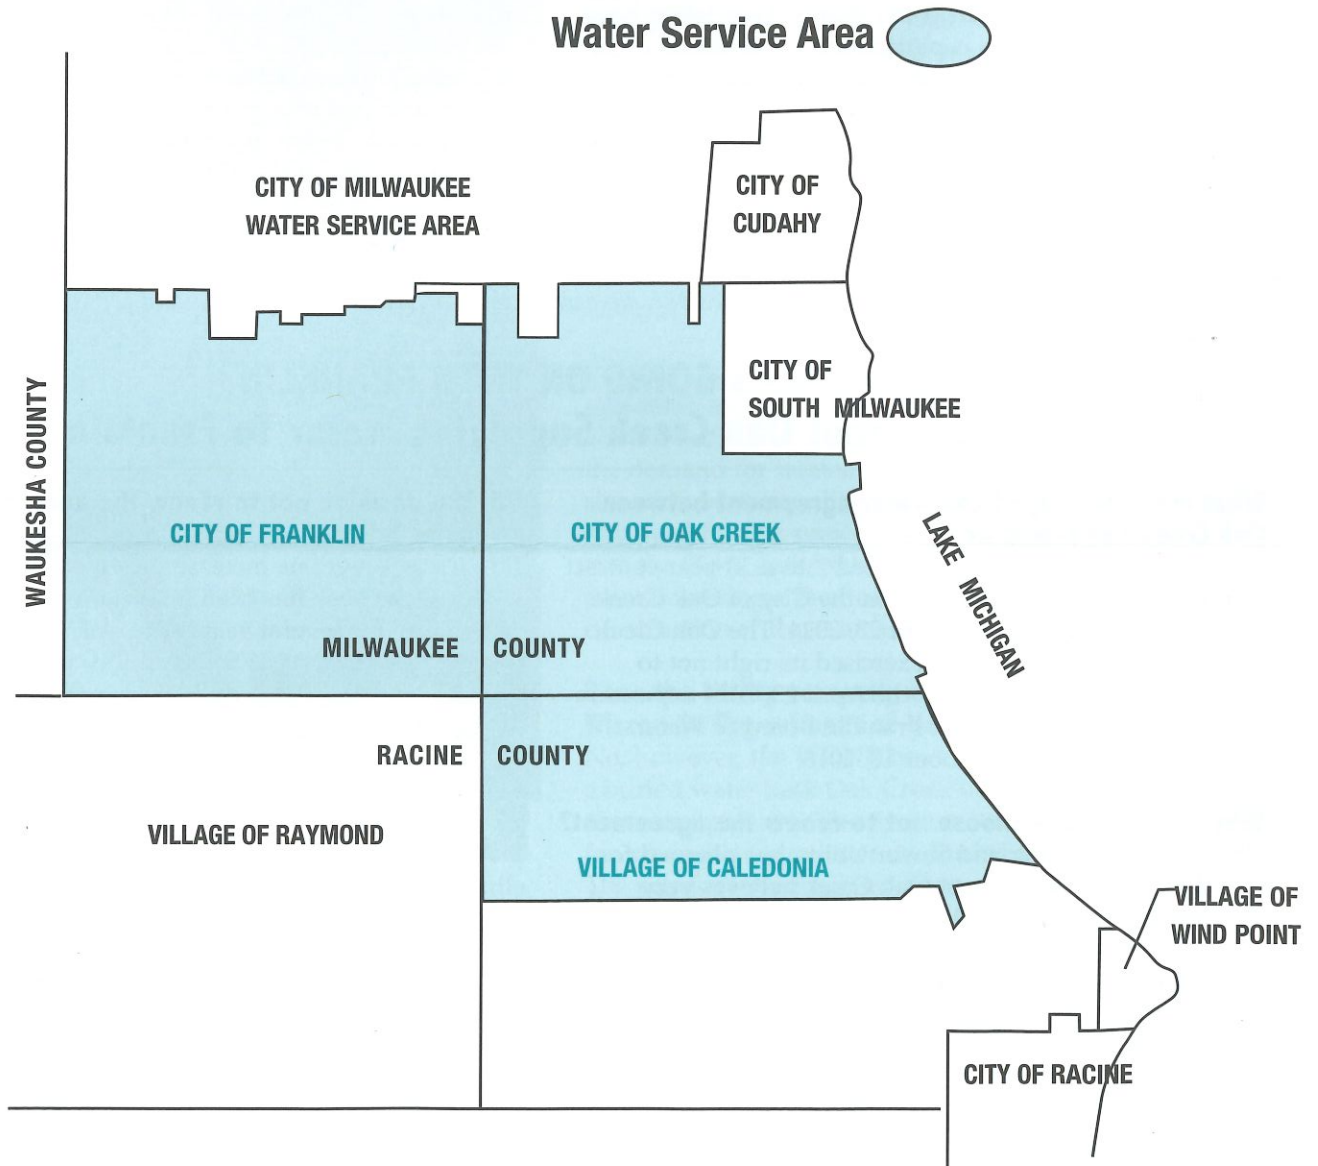 Water Service Area
CITY OF MILWAUKEE
WATER SERVICE AREA
CITY OF
CUDAHY
CITY OF
SOUTH MILWAUKEE
WAUKESHA COUNTY
CITY OF FRANKLIN
CITY OF OAK CREEK
LAKE MICHIGAN
MILWAUKEE COUNTY
RACINE COUNTY
VILLAGE OF RAYMOND
VILLAGE OF CALEDONIA
VILLAGE OF
WIND POINT
CITY OF RACINE